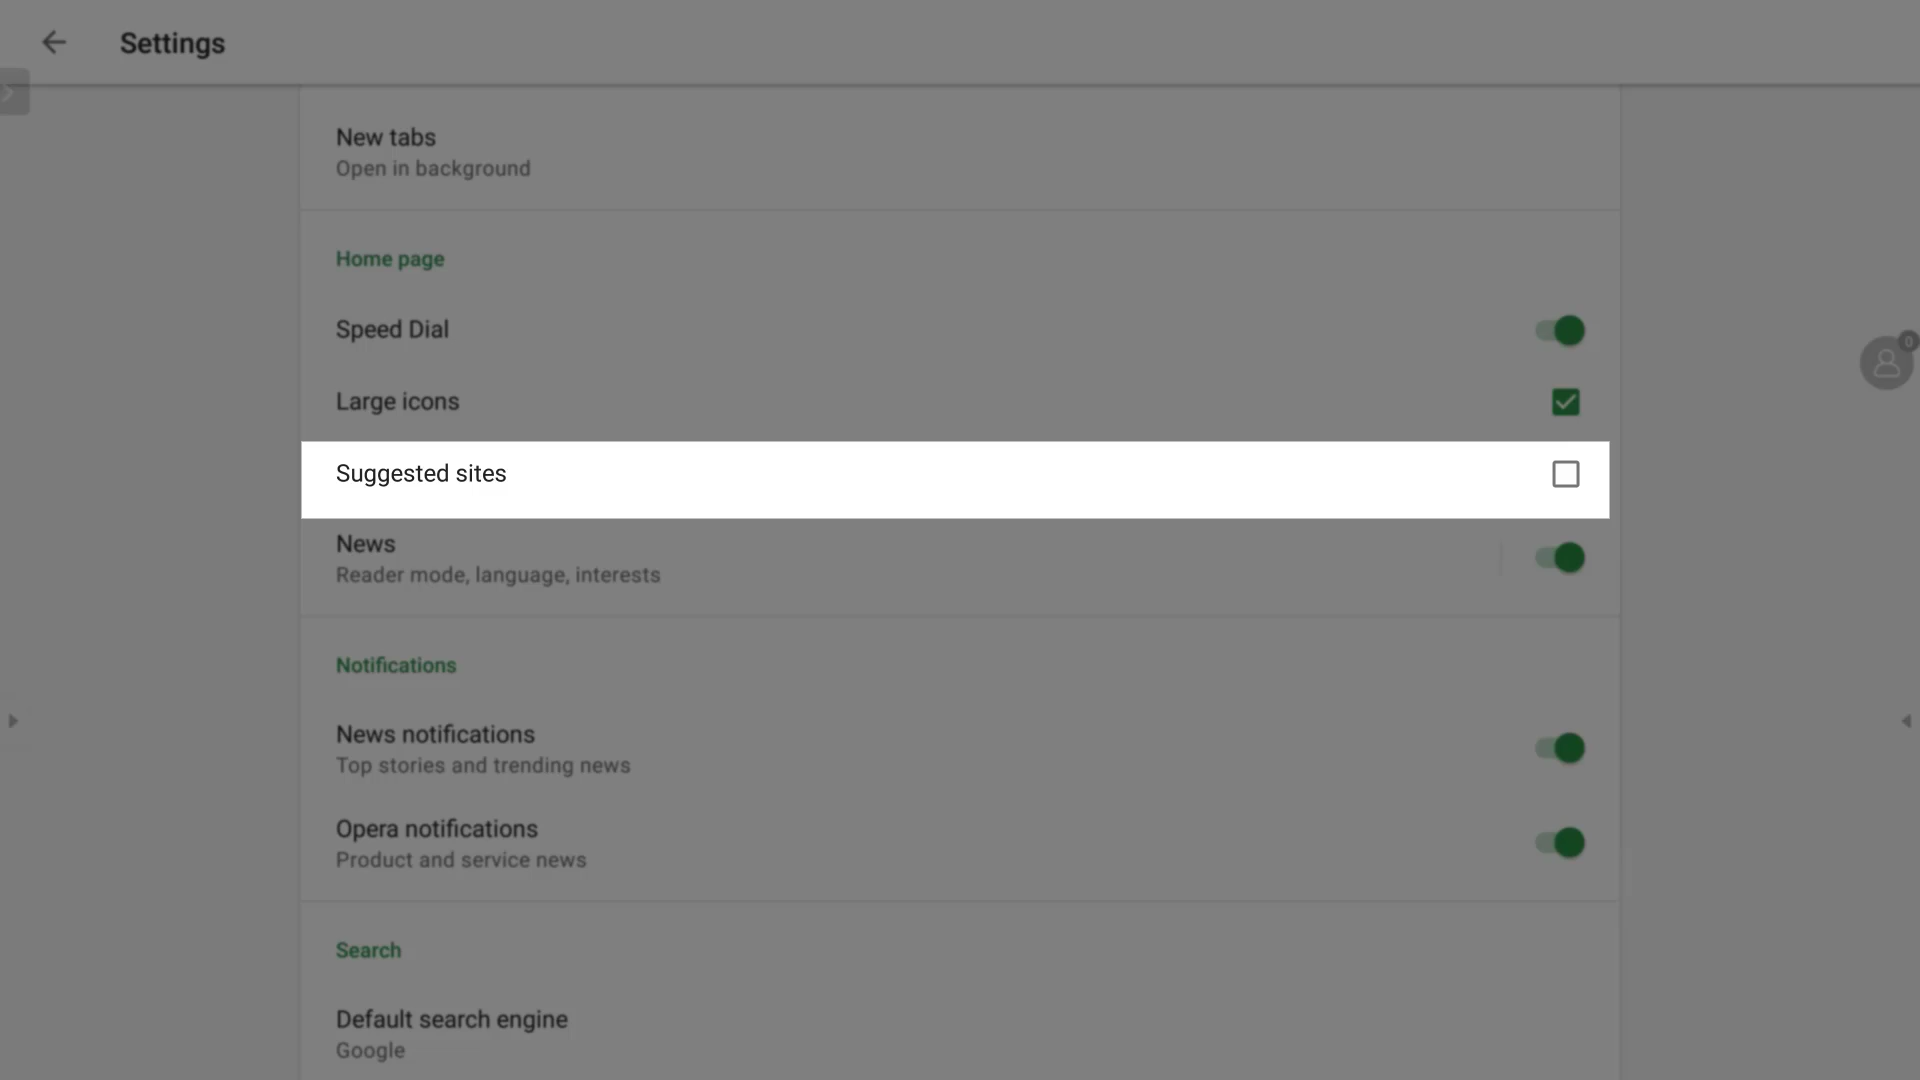 Settings
New tabs
Open in background
Home page
Speed Dial
Large icons
Suggested sites
0
News
Reader mode, language, interests
Notifications
News notifications
Top stories and trending news
Opera notifications
Product and service news
Search
Default search engine
Google